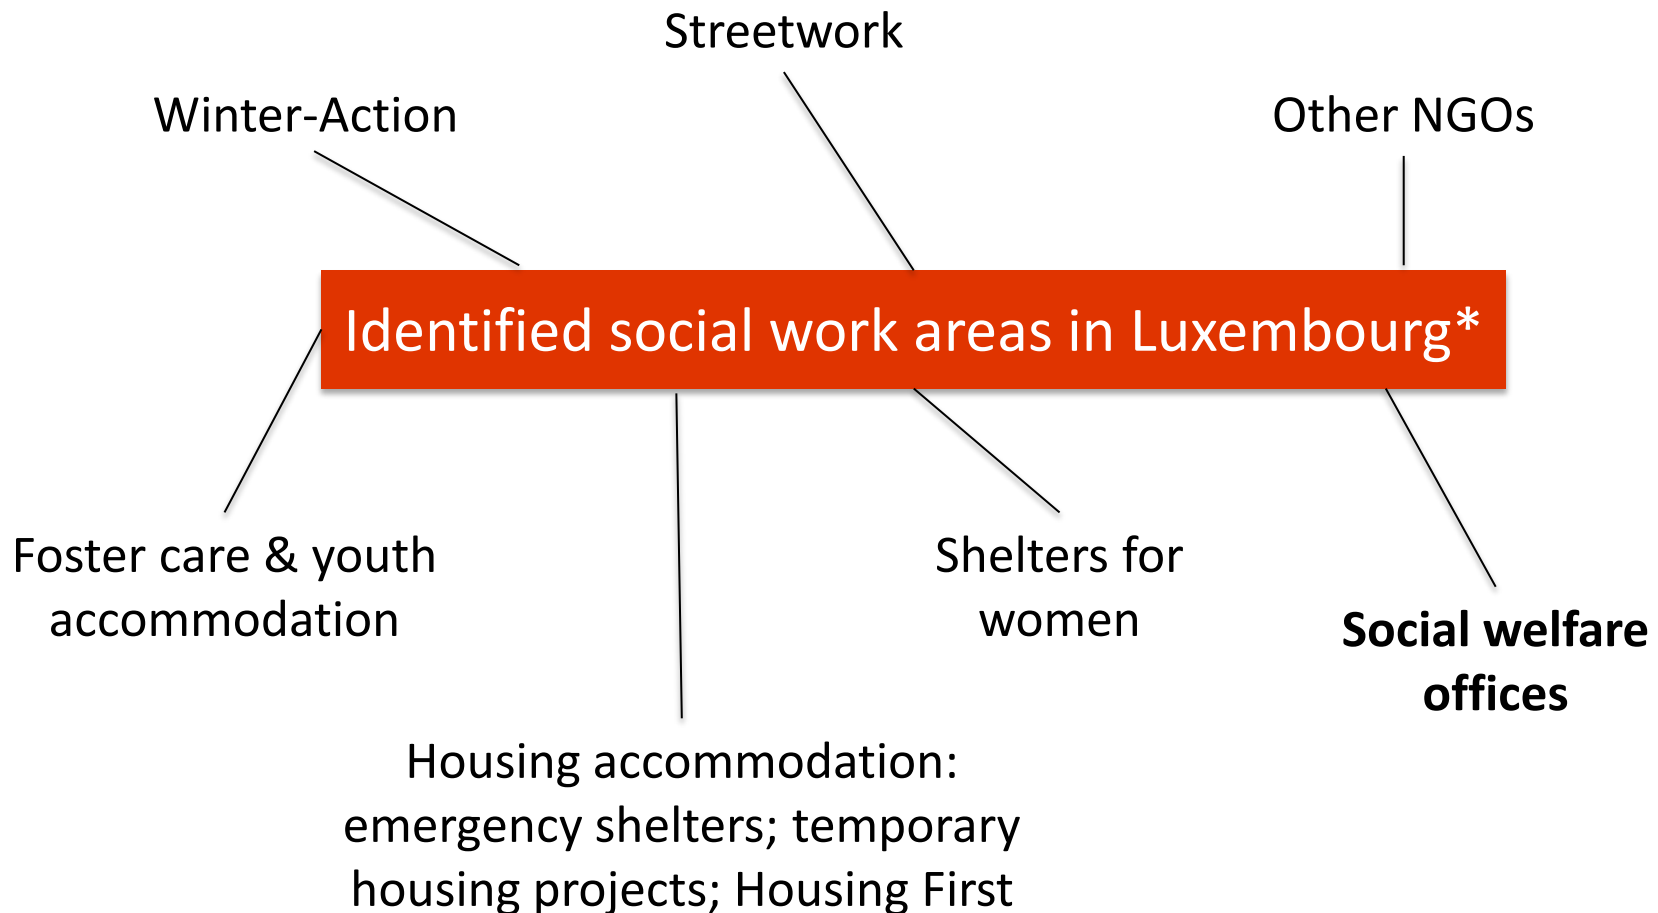 Streetwork
Winter-Action
Other NGOs
Identified social work areas in Luxembourg*
Foster care & youth
accommodation
Shelters for
women
Social welfare
offices
Housing accommodation:
emergency shelters; temporary
housing projects; Housing First